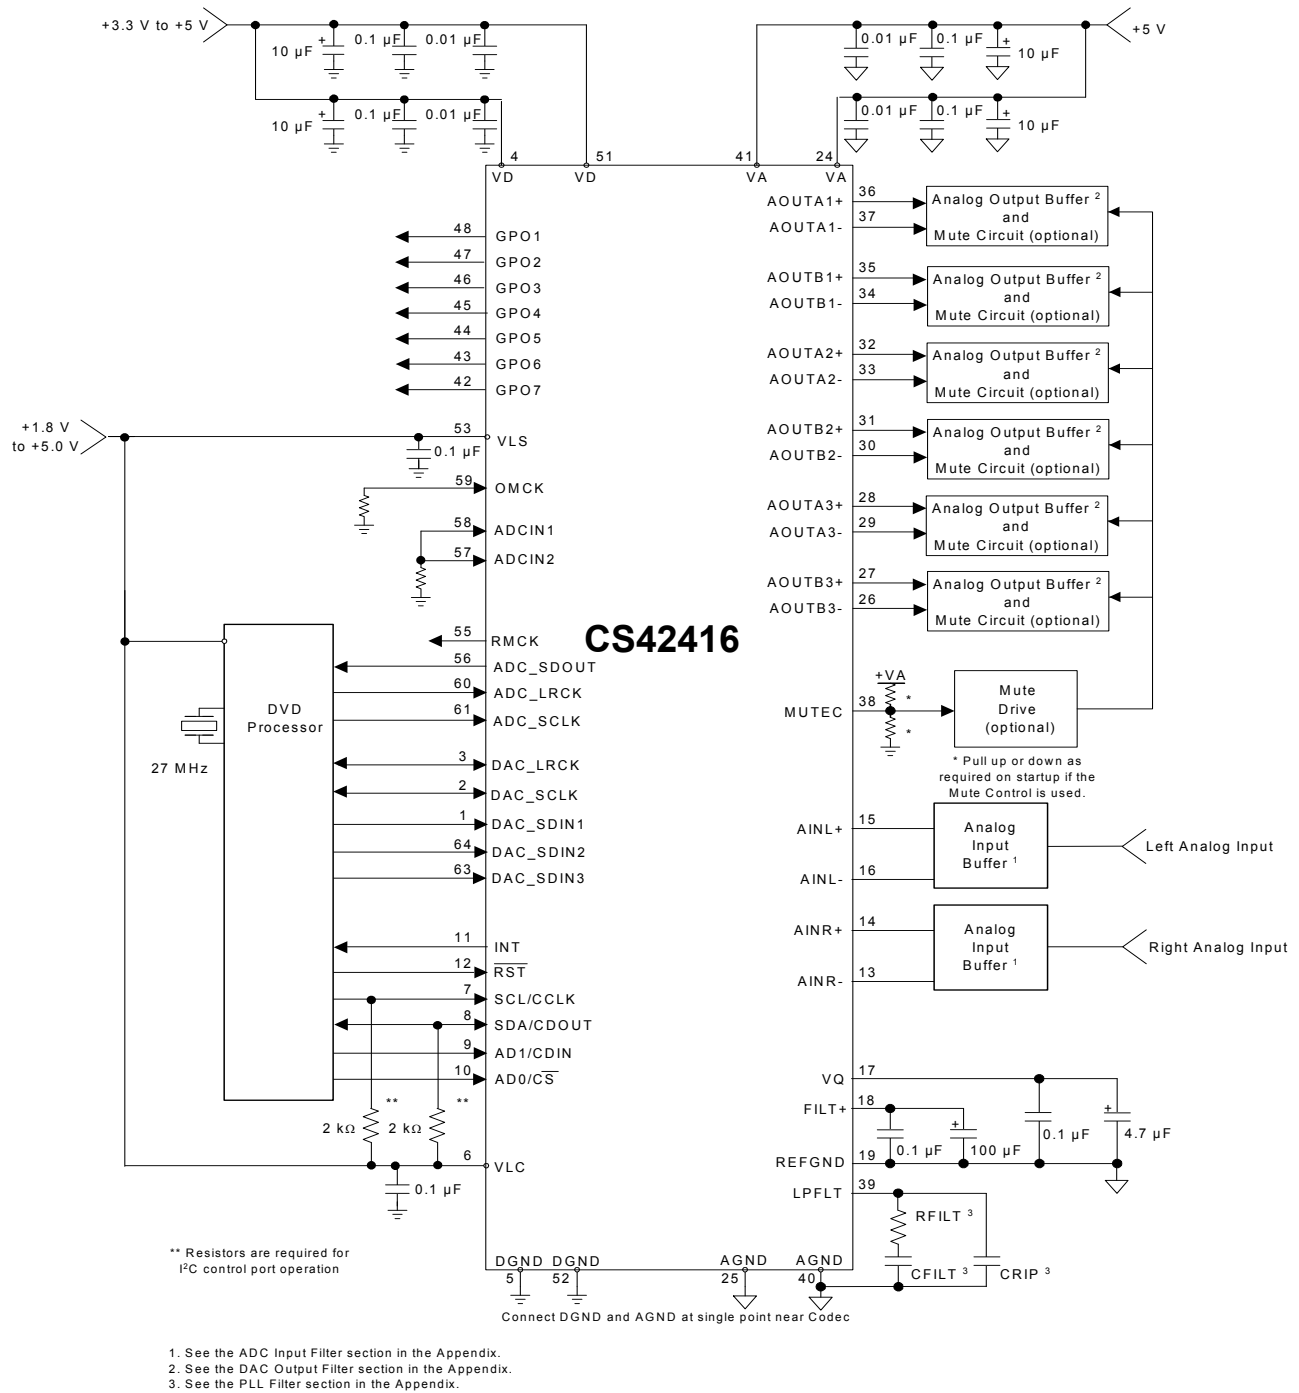 +3.3 V to +5 V
10 µF
+
0.1 µF
0.01 µF
0.01 µF
0.1 µF
+
10 µF
+5 V
10 µF
+
0.1 µF
0.01 µF
0.01 µF
0.1 µF
+
10 µF
4
51
41
24
VD
VD
VA
VA
48
GPO1
47
GPO2
46
GPO3
45
GPO4
44
GPO5
43
GPO6
42
GPO7
+1.8 V
to +5.0 V
53
VLS
0.1 µF
59
OMCK
58
ADCIN1
57
ADCIN2
CS42416
55
RMCK
56
ADC_SDOUT
60
ADC_LRCK
61
ADC_SCLK
DVD
Processor
27 MHz
3
DAC_LRCK
2
DAC_SCLK
1
DAC_SDIN1
64
DAC_SDIN2
63
DAC_SDIN3
11
INT
12
RST
7
SCL/CCLK
8
SDA/CDOUT
9
AD1/CDIN
10
AD0/CS
**
**
2 kΩ
2 kΩ
6
VLC
0.1 µF
** Resistors are required for
I²C control port operation
AOUTA1+
36
AOUTA1-
37
Analog Output Buffer ²
and
Mute Circuit (optional)
AOUTB1+
35
AOUTB1-
34
Analog Output Buffer ²
and
Mute Circuit (optional)
AOUTA2+
32
AOUTA2-
33
Analog Output Buffer ²
and
Mute Circuit (optional)
AOUTB2+
31
AOUTB2-
30
Analog Output Buffer ²
and
Mute Circuit (optional)
AOUTA3+
28
AOUTA3-
29
Analog Output Buffer ²
and
Mute Circuit (optional)
AOUTB3+
27
AOUTB3-
26
Analog Output Buffer ²
and
Mute Circuit (optional)
+VA
*
*
MUTEC
38
Mute
Drive
(optional)
* Pull up or down as
required on startup if the
Mute Control is used.
AINL+
15
AINL-
16
Analog
Input
Buffer ¹
Left Analog Input
AINR+
14
AINR-
13
Analog
Input
Buffer ¹
Right Analog Input
VQ
17
FILT+
18
0.1 µF
+
100 µF
0.1 µF
+
4.7 µF
REFGND
19
LPFLT
39
RFILT ³
CFILT ³
CRIP ³
DGND
DGND
AGND
AGND
5
52
25
40
Connect DGND and AGND at single point near Codec
1. See the ADC Input Filter section in the Appendix.
2. See the DAC Output Filter section in the Appendix.
3. See the PLL Filter section in the Appendix.